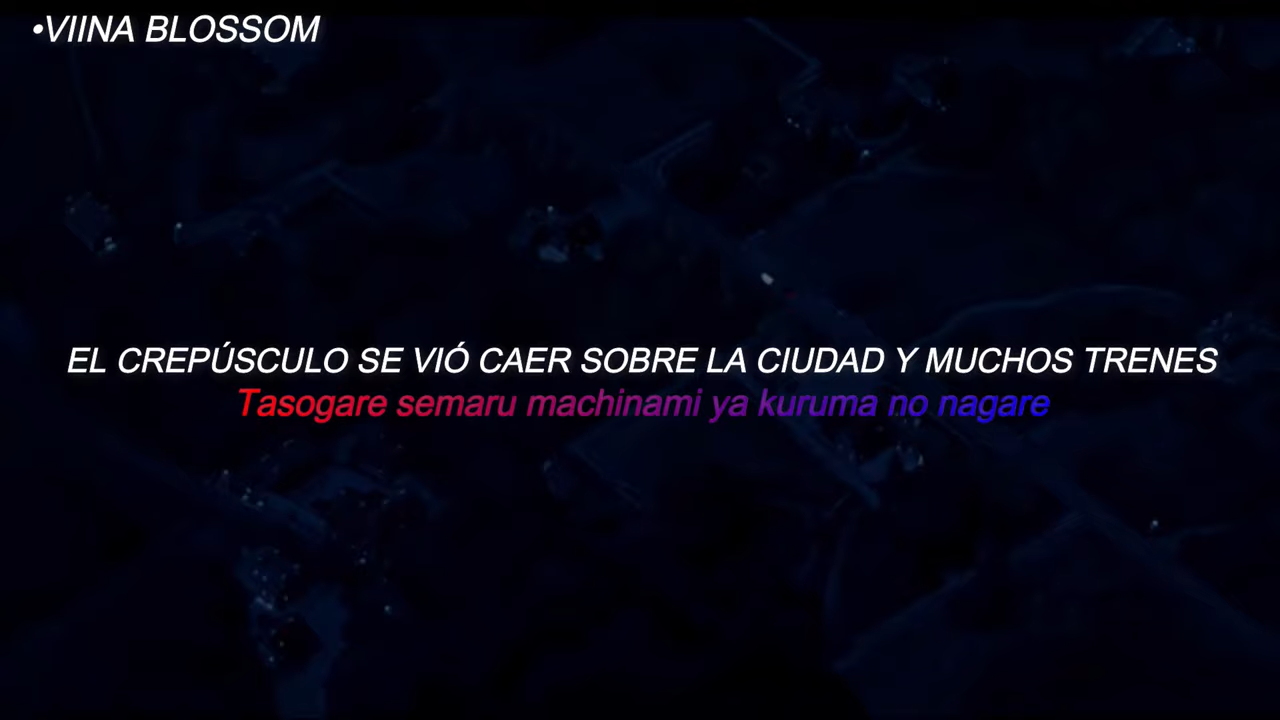 •VIINA BLOSSOM
EL CREPÚSCULO SE VIÓ CAER SOBRE LA CIUDAD Y MUCHOS TRENES
Tasogare semaru machinami ya kuruma no nagare